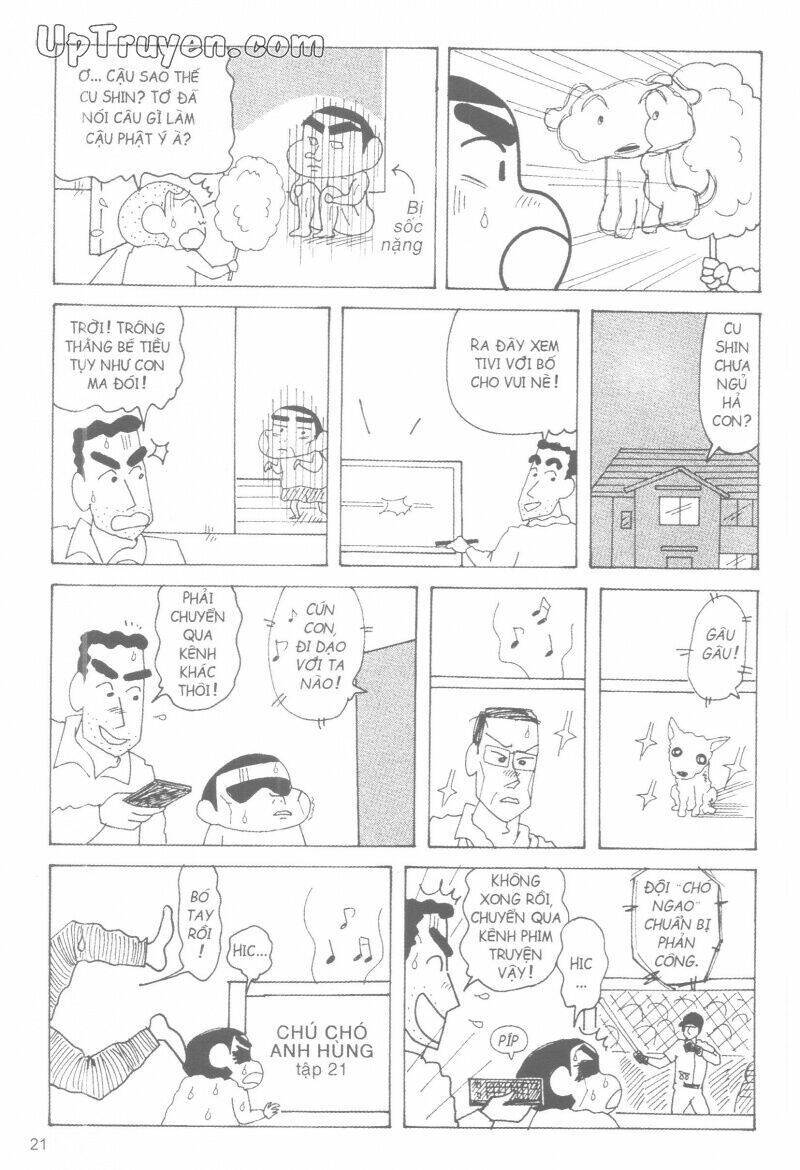 UpTruyen.com
Ơ... CẬU SAO THẾ
CU SHIN? TỚ ĐÃ
NÓI CÂU GÌ LÀM
CẬU PHẬT Ý À?
Bị
sốc
nặng
TRỜI! TRÔNG
THẰNG BÉ TIỀU
TỤY NHƯ CON
MA ĐÓI!
RA ĐÂY XEM
TIVI VỚI BỐ
CHO VUI NÈ!
CU
SHIN
CHƯA
NGỦ
HẢ
CON?
PHẢI
CHUYỂN
QUA
KÊNH
KHÁC
THÔI!
CÚN
CON,
ĐI DẠO
VỚI TA
NÀO!
GÂU
GÂU!
BÓ
TAY
RỒI
!
HIC...
CHÚ CHÓ
ANH HÙNG
tập 21
KHÔNG
XONG RỒI,
CHUYỂN QUA
KÊNH PHIM
TRUYỆN
VẬY!
HIC
...
PÍP
ĐỘI "CHÓ
NGAO"
CHUẨN BỊ
PHẢN
CÔNG.
21